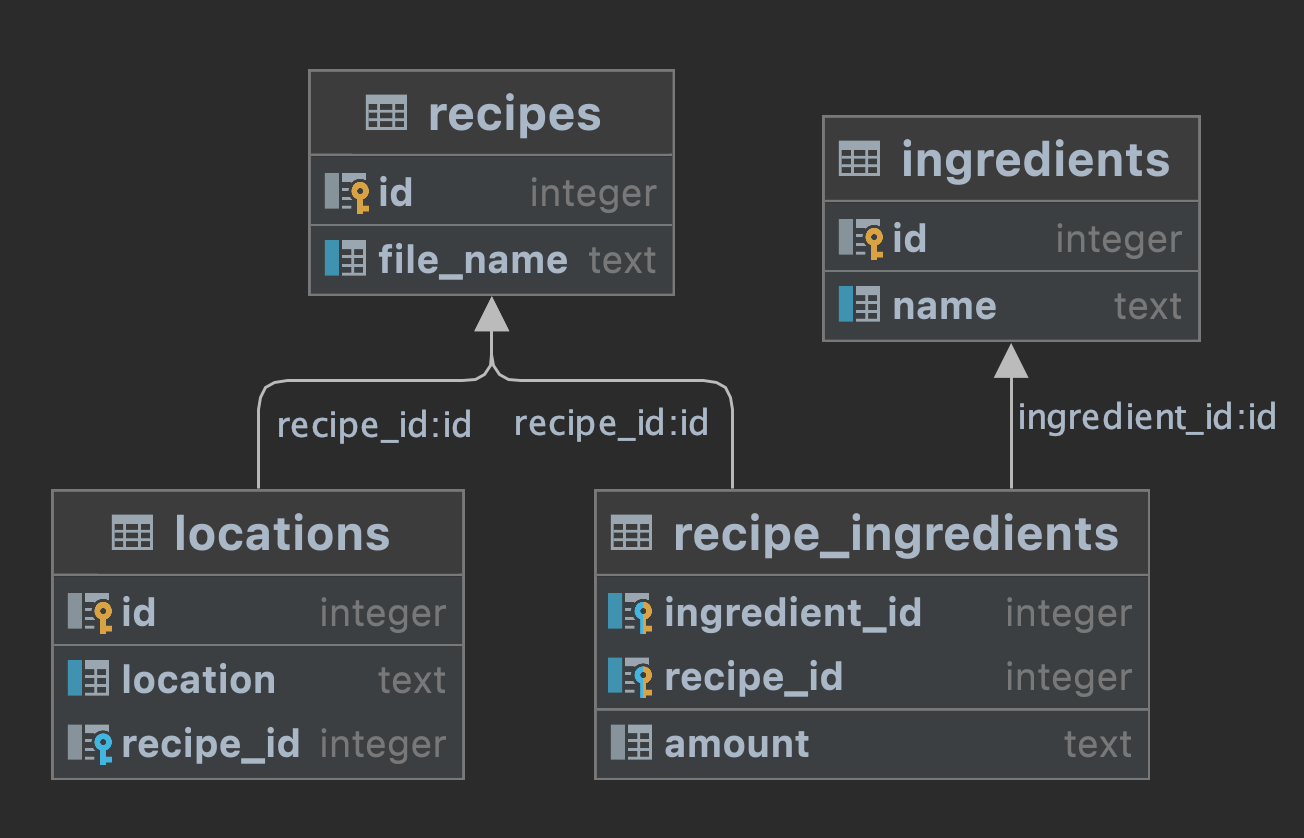 recipes
id integer
file_name text
ingredients
id integer
name text
recipe_id:id
recipe_id:id
ingredient_id:id
locations
id integer
location text
recipe_id integer
recipe_ingredients
ingredient_id integer
recipe_id integer
amount text